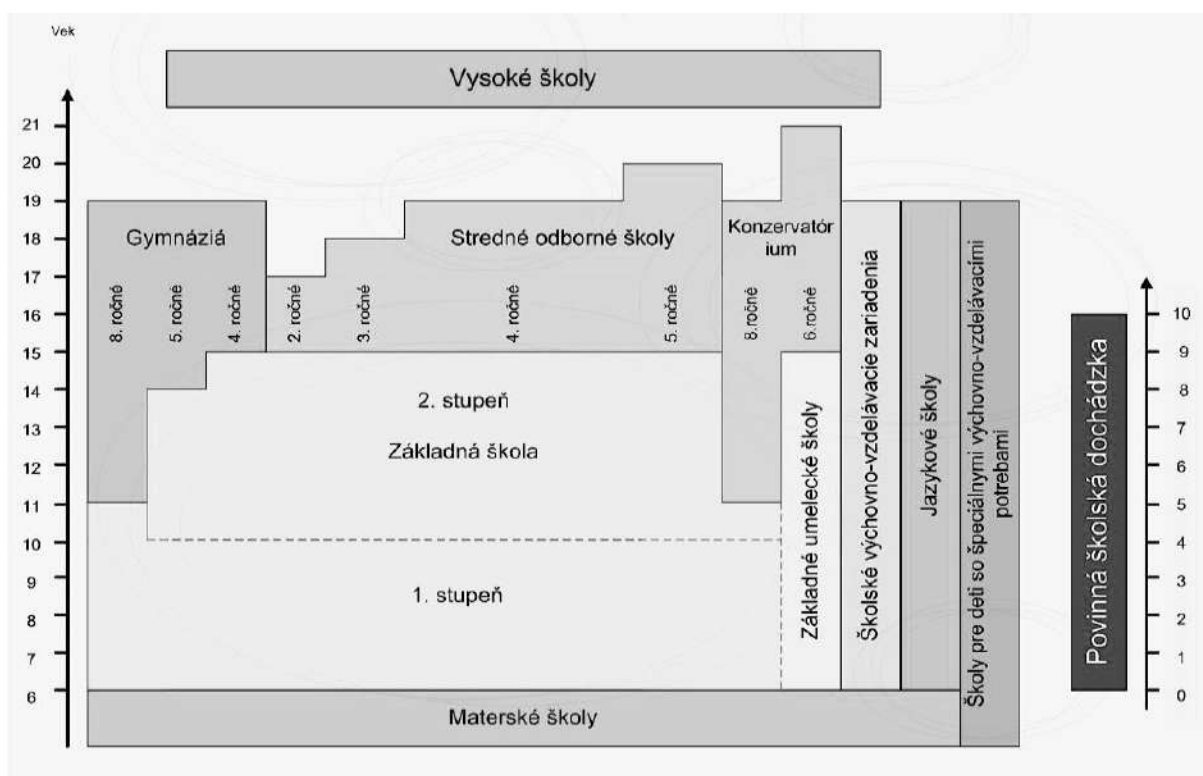 Vek
Vysoké školy
21
20
19
18
17
16
15
14
13
12
11
10
9
8
7
6
Gymnáziá
8. ročné
5. ročné
4. ročné
2. ročné
3. ročné
Stredné odborné školy
4. ročné
5. ročné
Konzervatór
ium
8.ročné
6.ročné
2. stupeň
Základná škola
1. stupeň
Základné umelecké školy
Školské výchovno-vzdelávacie zariadenia
Jazykové školy
Školy pre deti so špeciálnymi výchovno-vzdelávacími
potrebami
Materské školy
Povinná školská dochádzka
10
9
8
7
6
5
4
3
2
1
0